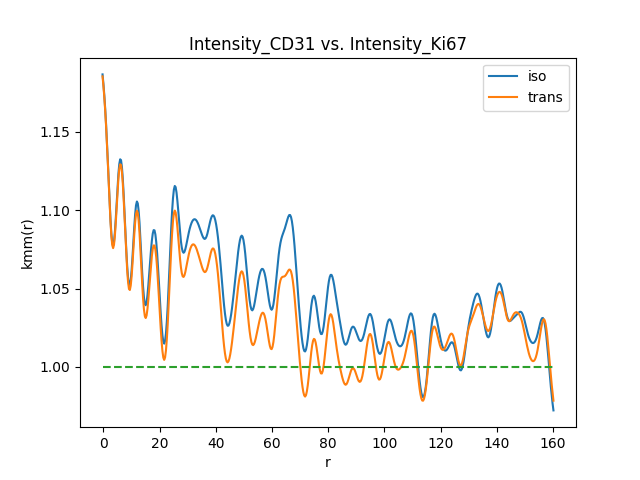 Intensity_CD31 vs. Intensity_Ki67
iso
trans
1.15
1.10
1.05
1.00
kmm(r)
0 20 40 60 80 100 120 140 160
r